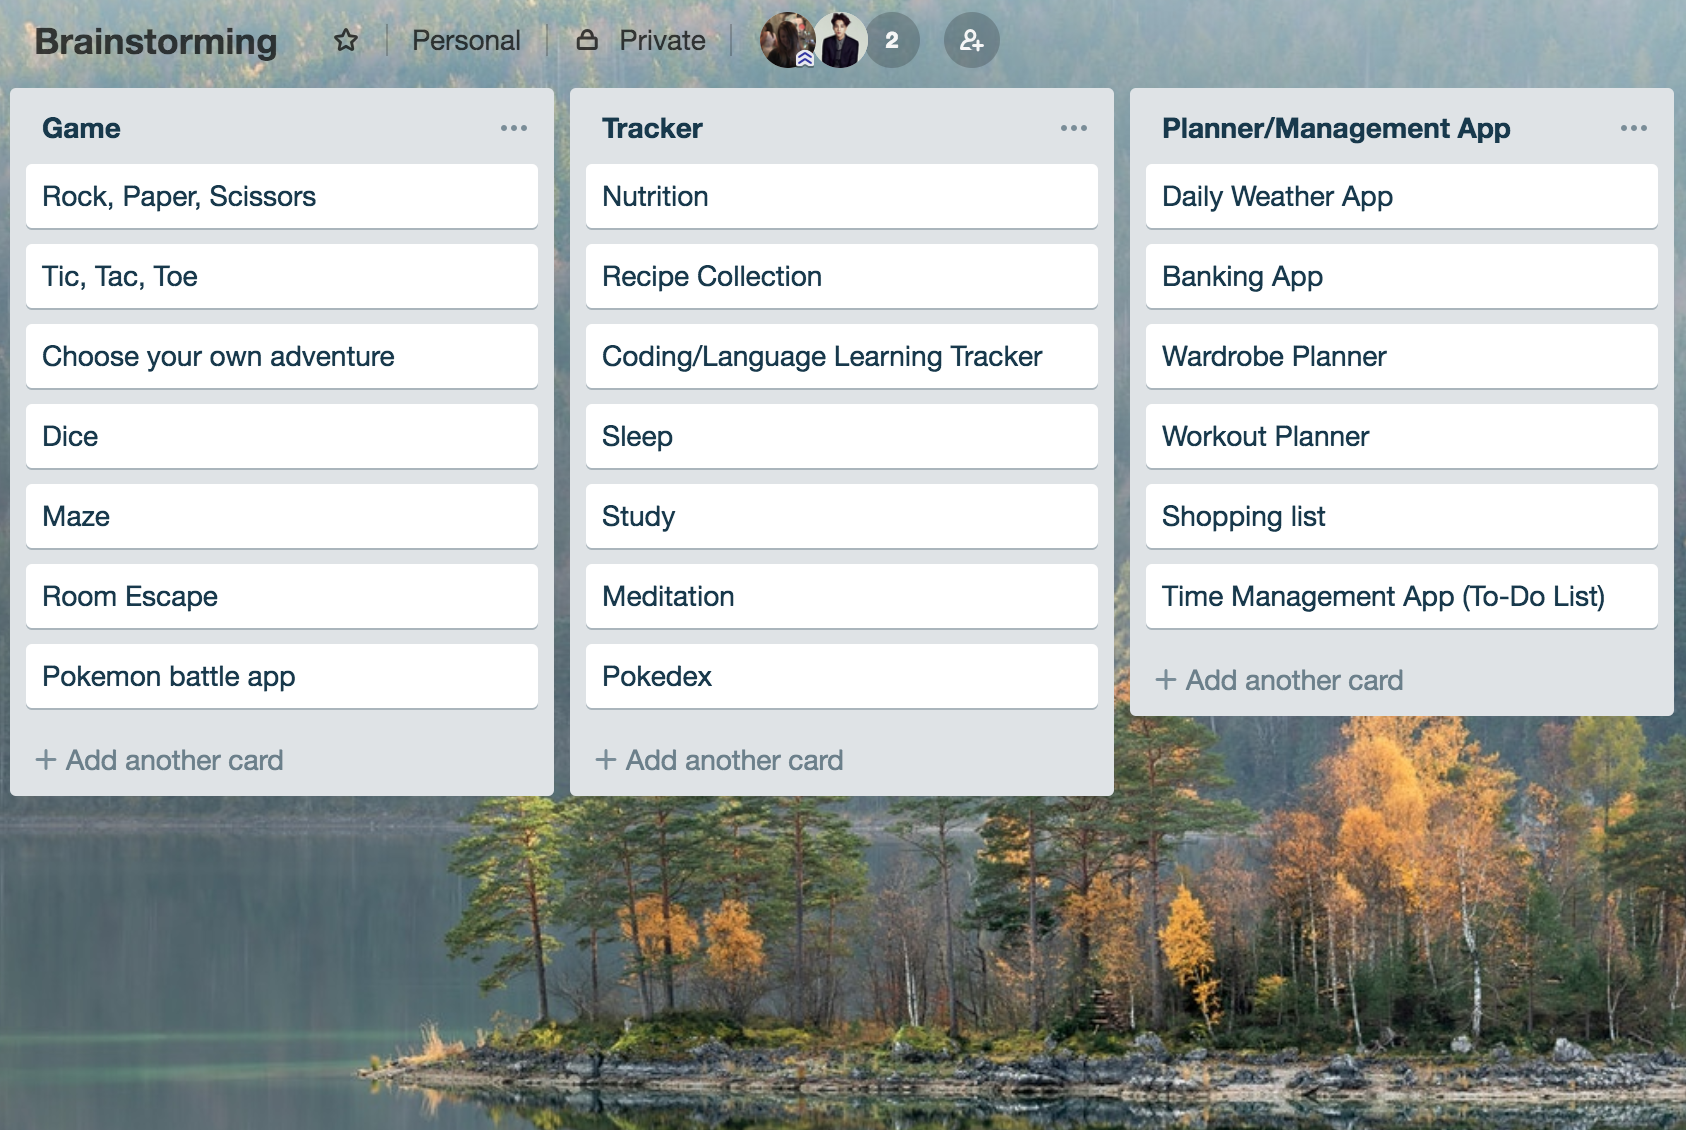 Brainstorming
Personal
Private
2
Game
Rock, Paper, Scissors
Tic, Tac, Toe
Choose your own adventure
Dice
Maze
Room Escape
Pokemon battle app
+ Add another card
Tracker
Nutrition
Recipe Collection
Coding/Language Learning Tracker
Sleep
Study
Meditation
Pokedex
+ Add another card
Planner/Management App
Daily Weather App
Banking App
Wardrobe Planner
Workout Planner
Shopping list
Time Management App (To-Do List)
+ Add another card